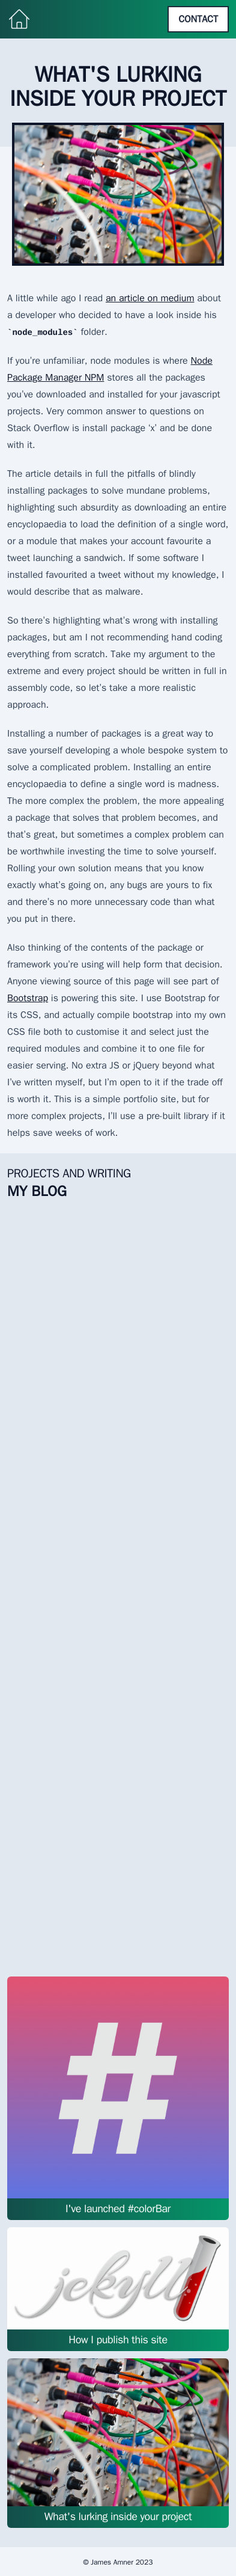 CONTACT
WHAT'S LURKING
INSIDE YOUR PROJECT
A little while ago I read an article on medium about
a developer who decided to have a look inside his
`node_modules` folder.
If you're unfamiliar, node modules is where Node
Package Manager NPM stores all the packages
you've downloaded and installed for your javascript
projects. Very common answer to questions on
Stack Overflow is install package 'x' and be done
with it.
The article details in full the pitfalls of blindly
installing packages to solve mundane problems,
highlighting such absurdity as downloading an entire
encyclopaedia to load the definition of a single word,
or a module that makes your account favourite a
tweet launching a sandwich. If some software I
installed favourited a tweet without my knowledge, I
would describe that as malware.
So there's highlighting what's wrong with installing
packages, but am I not recommending hand coding
everything from scratch. Take my argument to the
extreme and every project should be written in full in
assembly code, so let's take a more realistic
approach.
Installing a number of packages is a great way to
save yourself developing a whole bespoke system to
solve a complicated problem. Installing an entire
encyclopaedia to define a single word is madness.
The more complex the problem, the more appealing
a package that solves that problem becomes, and
that's great, but sometimes a complex problem can
be worthwhile investing the time to solve yourself.
Rolling your own solution means that you know
exactly what's going on, any bugs are yours to fix
and there's no more unnecessary code than what
you put in there.
Also thinking of the contents of the package or
framework you're using will help form that decision.
Anyone viewing source of this page will see part of
Bootstrap is powering this site. I use Bootstrap for
its CSS, and actually compile bootstrap into my own
CSS file both to customise it and select just the
required modules and combine it to one file for
easier serving. No extra JS or jQuery beyond what
I've written myself, but I'm open to it if the trade off
is worth it. This is a simple portfolio site, but for
more complex projects, I'll use a pre-built library if it
helps save weeks of work.
PROJECTS AND WRITING
MY BLOG
#
I've launched #colorBar
jekyll
How I publish this site
What's lurking inside your project
© James Amner 2023